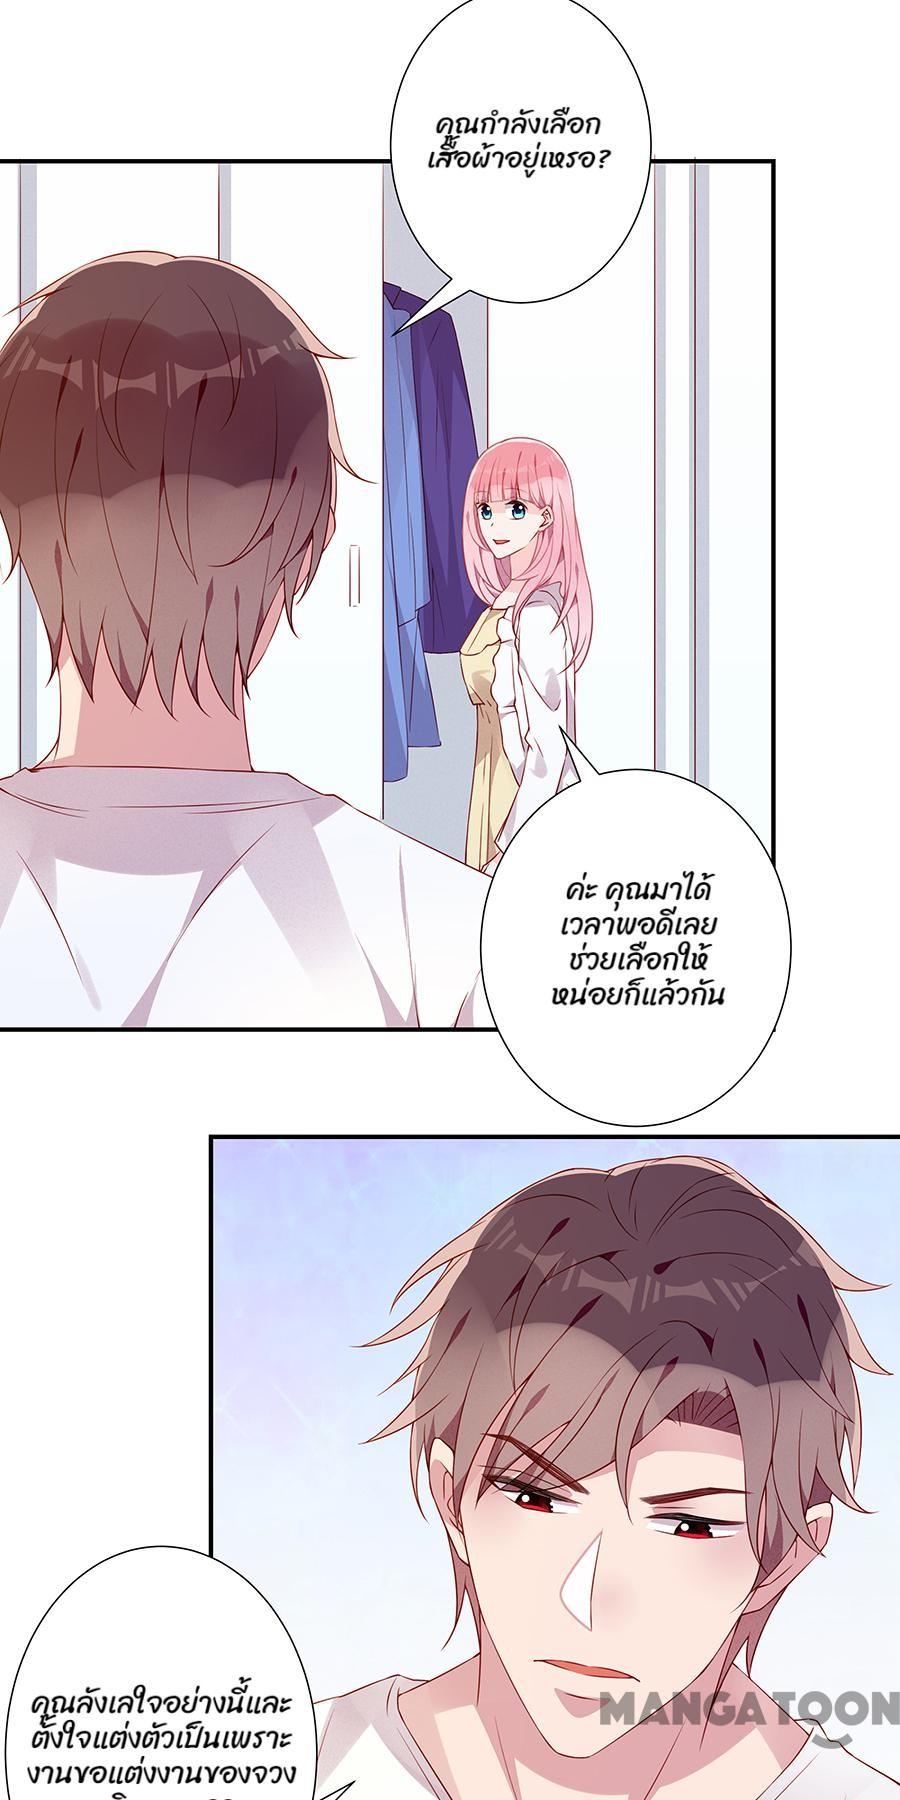 คุณกำลังเลือก
เสื้อผ้าอยู่เหรอ?
ค่ะ คุณมาได้
เวลาพอดีเลย
ช่วยเลือกให้
หน่อยก็แล้วกัน
คุณลังเลใจอย่างนี้และ
ตั้งใจแต่งตัวเป็นเพราะ
งานขอแต่งงานของจวง
MANGATOON